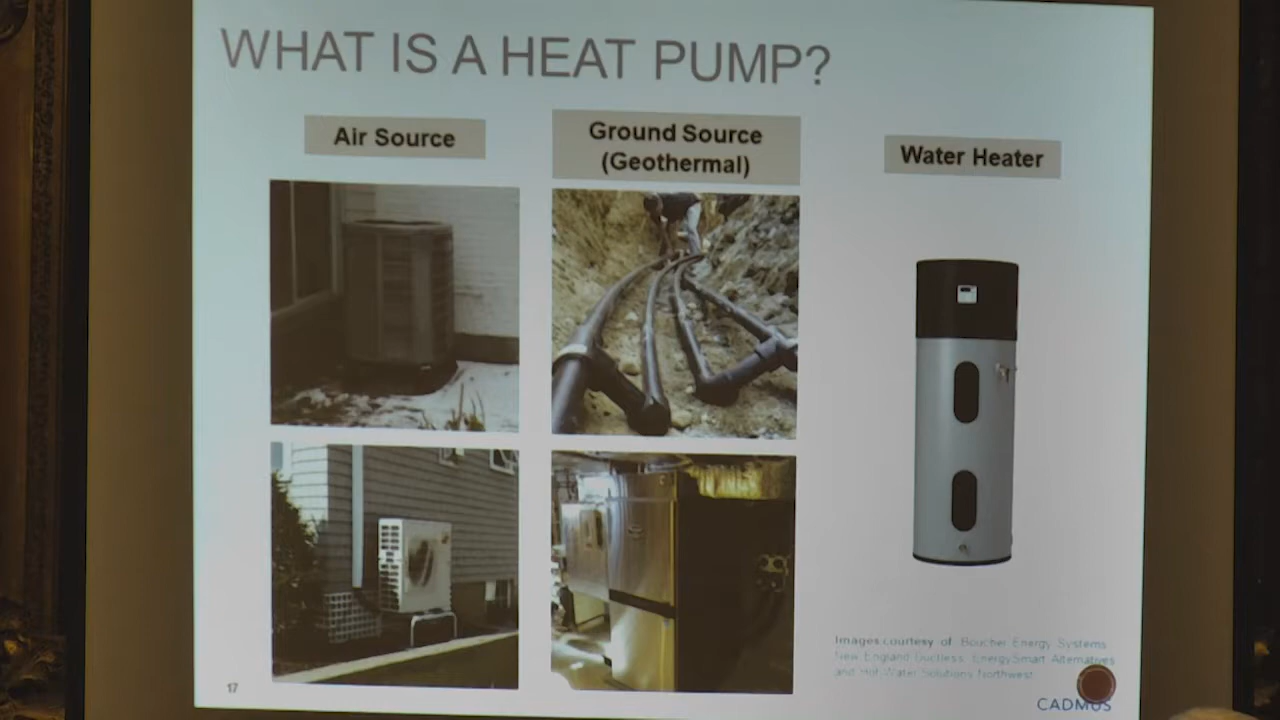 WHAT IS A HEAT PUMP?
Air Source
Ground Source
(Geothermal)
Water Heater
Images courtesy of Boucher Energy Systems
New England Ductless EnergySmart Alternatives
and Hot Water Solutions Northwest
17
CADMUS